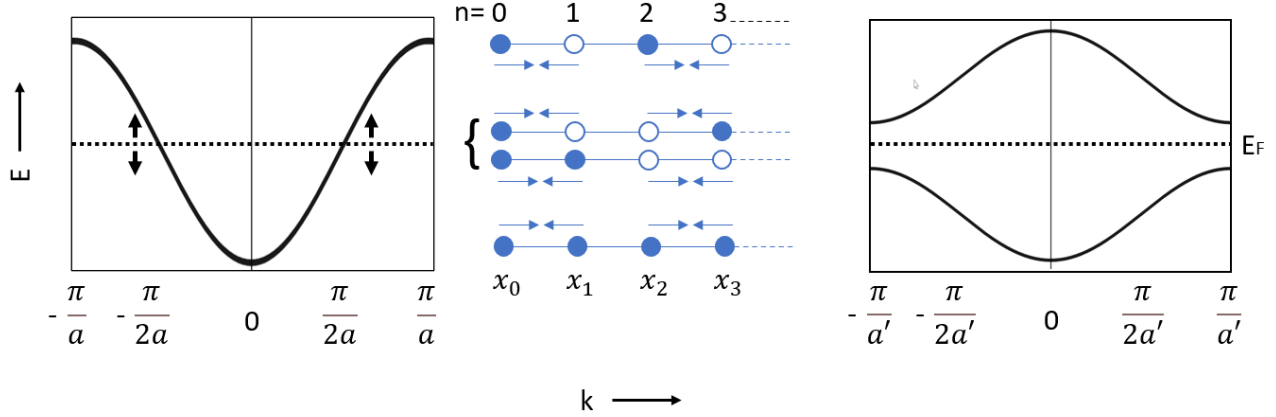 n= 0 1 2 3
E
E_F
{
x₀ x₁ x₂ x₃
- π/a - π/2a 0 π/2a π/a
- π/a′ - π/2a′ 0 π/2a′ π/a′
k